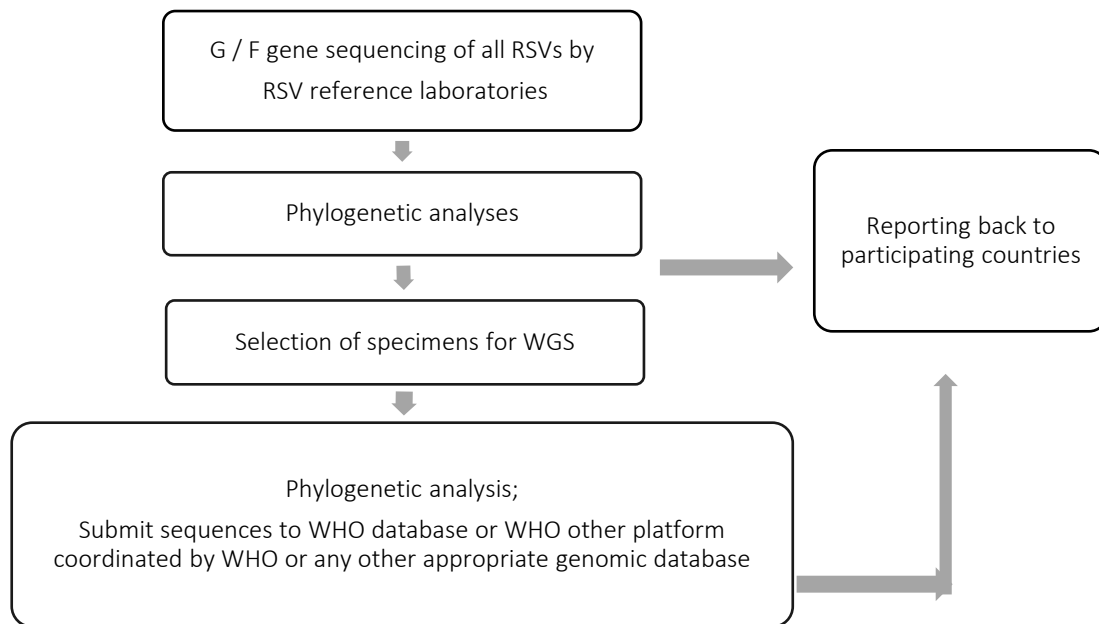 G / F gene sequencing of all RSVs by
RSV reference laboratories
Phylogenetic analyses
Selection of specimens for WGS
Phylogenetic analysis;
Submit sequences to WHO database or WHO other platform
coordinated by WHO or any other appropriate genomic database
Reporting back to
participating countries